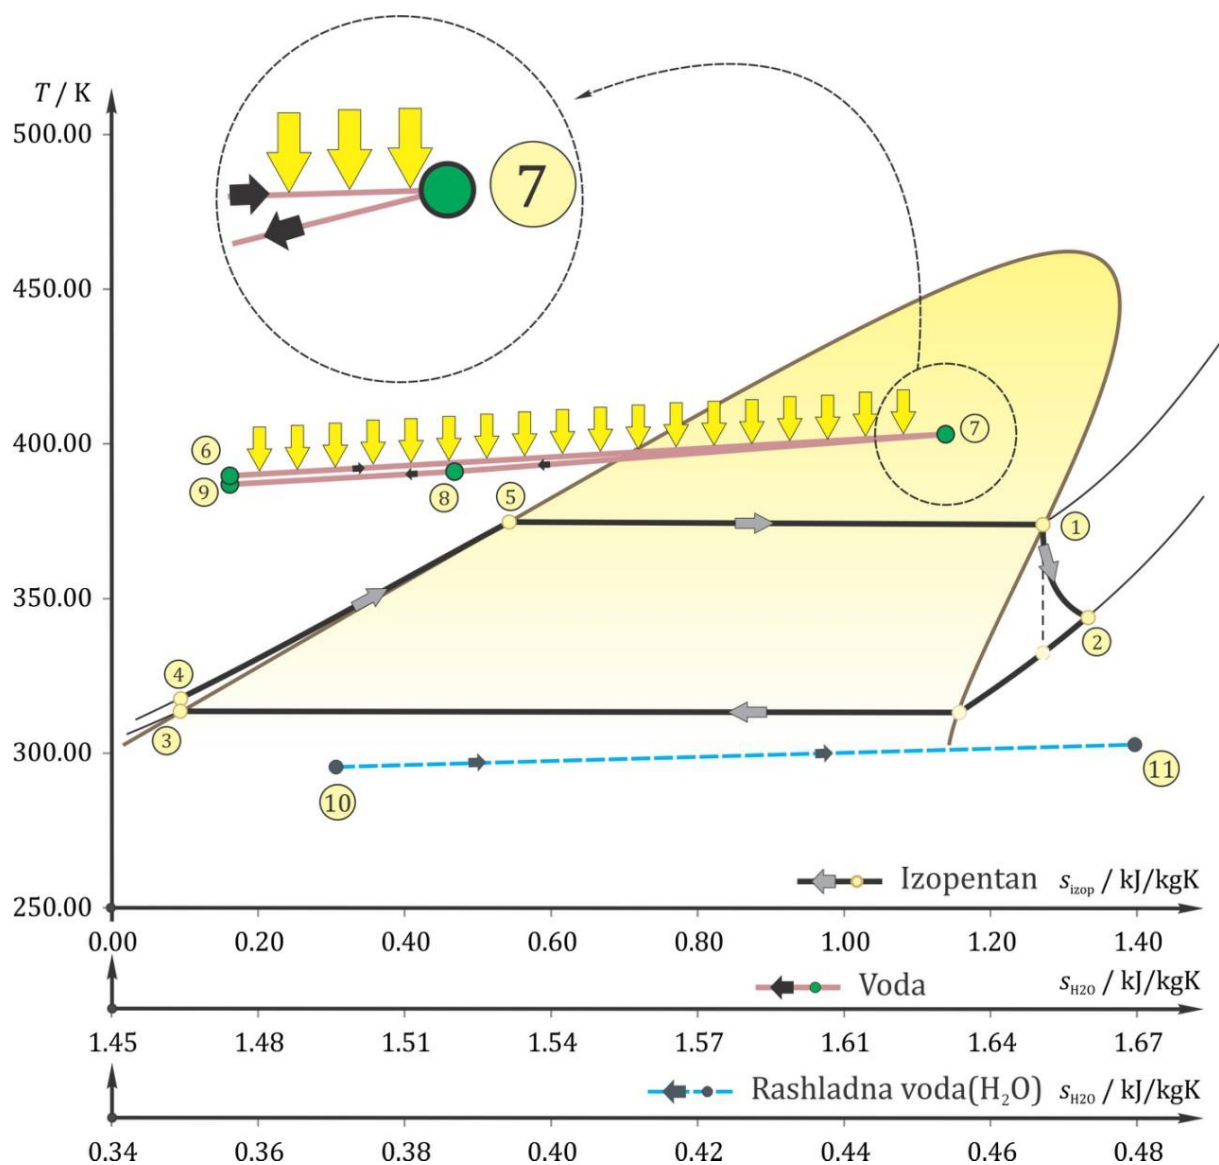 T / K
500.00
7
450.00
400.00
6
7
9
8
5
1
350.00
4
2
3
300.00
10
11
Izopentan s izop / kJ/kgK
250.00
0.00 0.20 0.40 0.60 0.80 1.00 1.20 1.40
Voda s H2O / kJ/kgK
1.45 1.48 1.51 1.54 1.57 1.61 1.64 1.67
Rashladna voda(H₂O) s H2O / kJ/kgK
0.34 0.36 0.38 0.40 0.42 0.44 0.46 0.48